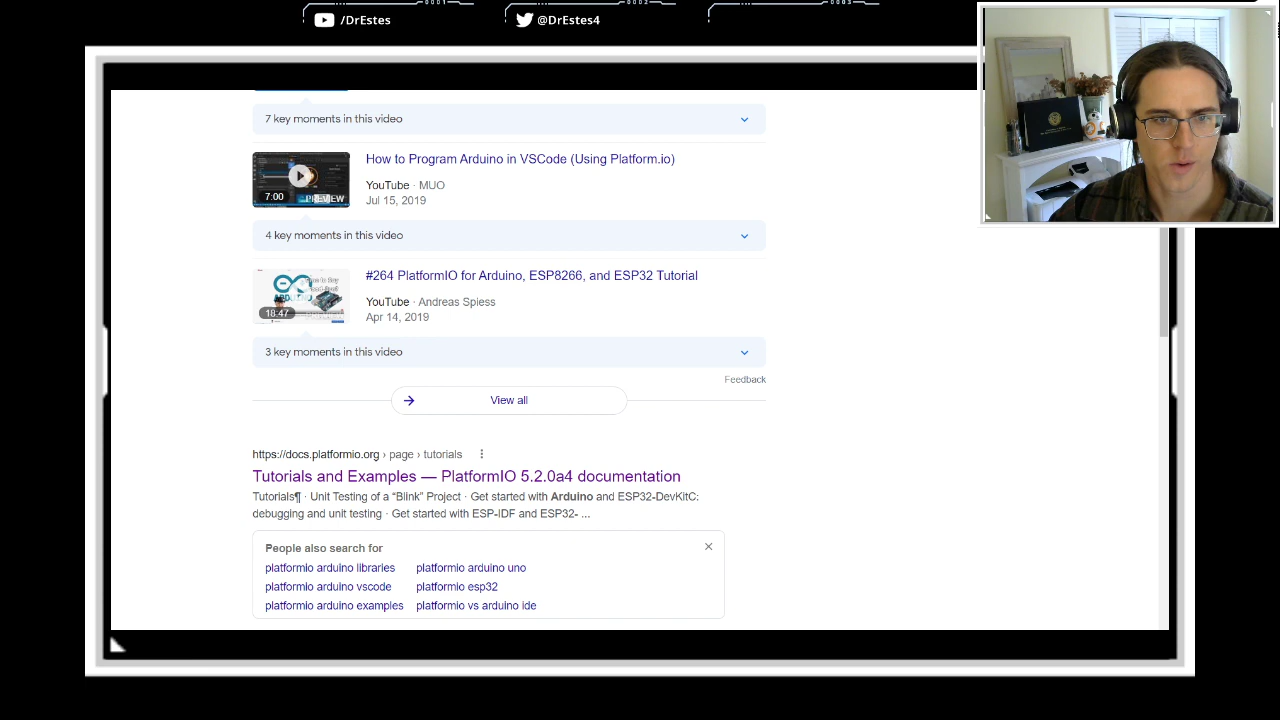 0001
0002
0003
/DrEstes
@DrEstes4
7 key moments in this video
How to Program Arduino in VSCode (Using Platform.io)
7:00
PREVIEW
YouTube · MUO
Jul 15, 2019
4 key moments in this video
#264 PlatformIO for Arduino, ESP8266, and ESP32 Tutorial
YouTube · Andreas Spiess
18:47
Apr 14, 2019
3 key moments in this video
Feedback
View all
https://docs.platformio.org › page › tutorials
Tutorials and Examples — PlatformIO 5.2.0a4 documentation
Tutorials¶ · Unit Testing of a “Blink” Project · Get started with Arduino and ESP32-DevKitC:
debugging and unit testing · Get started with ESP-IDF and ESP32- ...
People also search for
platformio arduino libraries
platformio arduino uno
platformio arduino vscode
platformio esp32
platformio arduino examples
platformio vs arduino ide